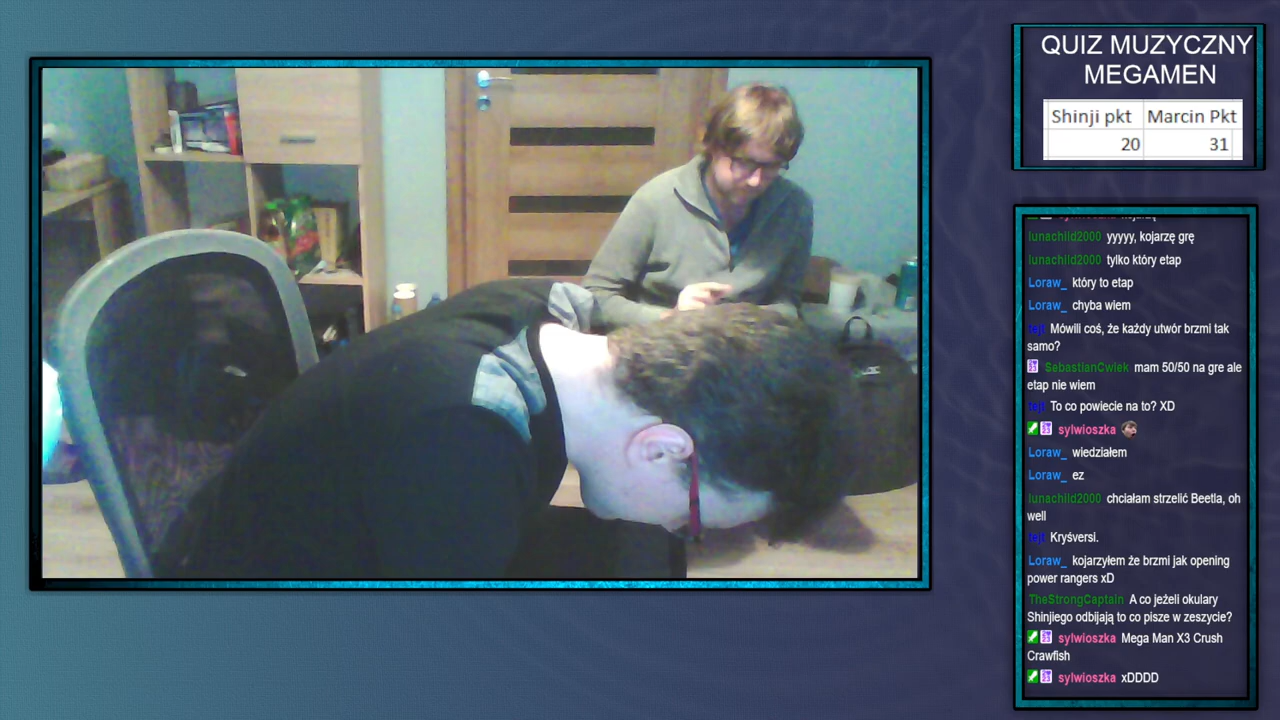 QUIZ MUZYCZNY
MEGAMEN
Shinji pkt Marcin Pkt
20 31
lunachild2000 yyyyy, kojarzę grę
lunachild2000 tylko który etap
Loraw_ który to etap
Loraw_ chyba wiem
Mówili coś, że każdy utwór brzmi tak
samo?
SebastianCwiek mam 50/50 na gre ale
etap nie wiem
To co powiecie na to? XD
sylwioszka
Loraw_ wiedziałem
Loraw_ ez
lunachild2000 chciałam strzelić Beetla, oh
well
Kryśversi.
Loraw_ kojarzyłem że brzmi jak opening
power rangers xD
TheStrongCaptain A co jeżeli okulary
Shinjiego odbijają to co pisze w zeszycie?
sylwioszka Mega Man X3 Crush
Crawfish
sylwioszka xDDDD